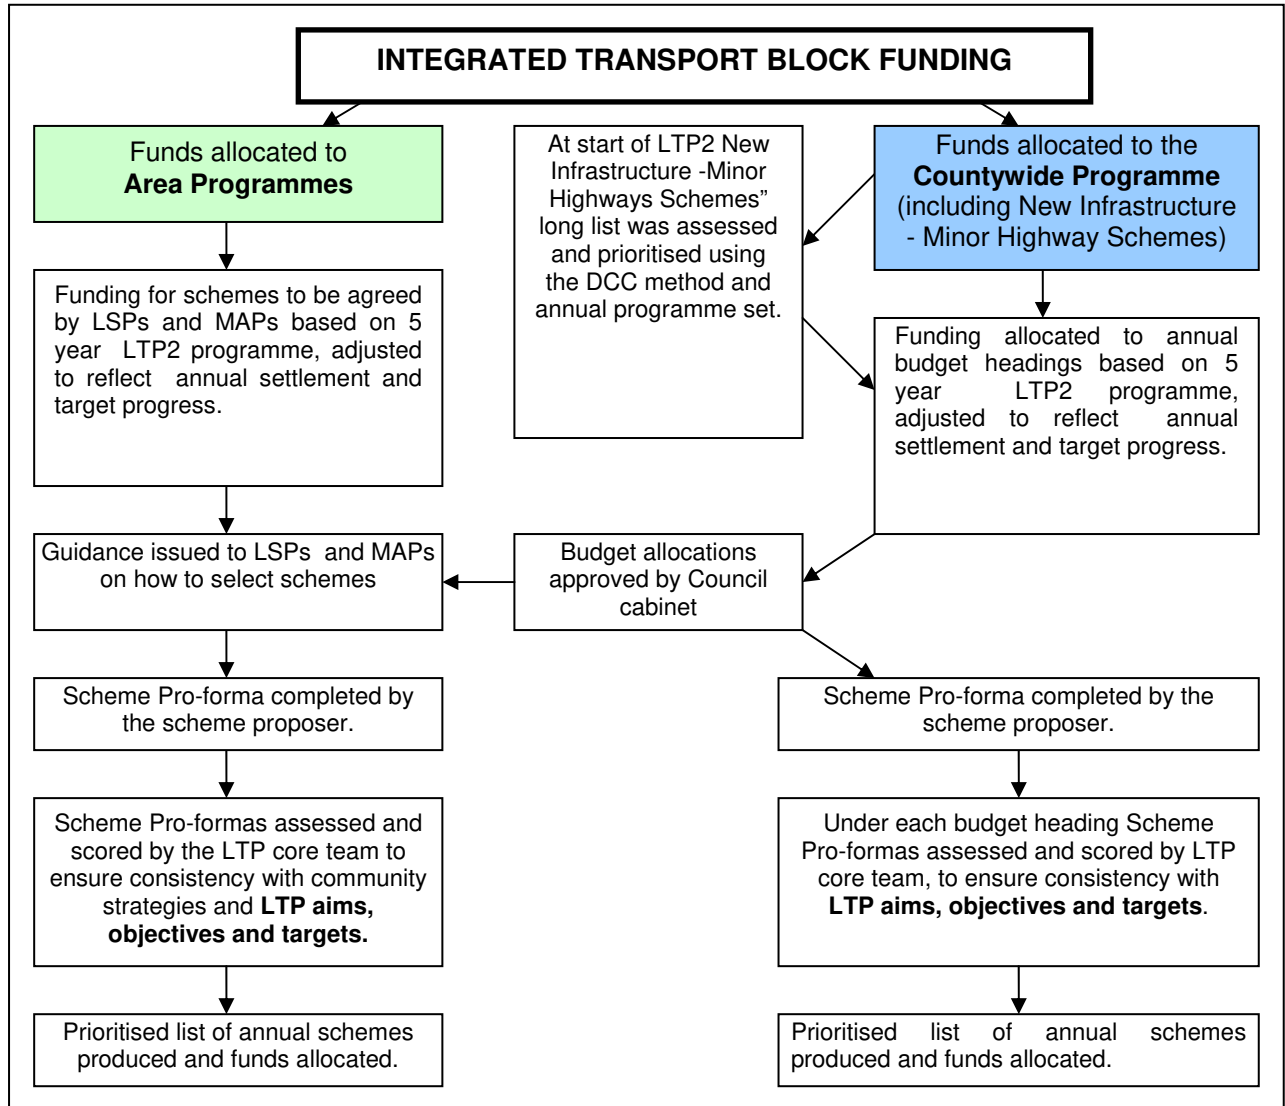 INTEGRATED TRANSPORT BLOCK FUNDING
Funds allocated to
Area Programmes
At start of LTP2 New
Infrastructure -Minor
Highways Schemes”
long list was assessed
and prioritised using
the DCC method and
annual programme set.
Funds allocated to the
Countywide Programme
(including New Infrastructure
- Minor Highway Schemes)
Funding for schemes to be agreed
by LSPs and MAPs based on 5
year LTP2 programme, adjusted
to reflect annual settlement and
target progress.
Funding allocated to annual
budget headings based on 5
year LTP2 programme,
adjusted to reflect annual
settlement and target progress.
Guidance issued to LSPs and MAPs
on how to select schemes
Budget allocations
approved by Council
cabinet
Scheme Pro-forma completed by
the scheme proposer.
Scheme Pro-forma completed by the
scheme proposer.
Scheme Pro-formas assessed and
scored by the LTP core team to
ensure consistency with community
strategies and LTP aims,
objectives and targets.
Under each budget heading Scheme
Pro-formas assessed and scored by LTP
core team, to ensure consistency with
LTP aims, objectives and targets.
Prioritised list of annual schemes
produced and funds allocated.
Prioritised list of annual schemes
produced and funds allocated.